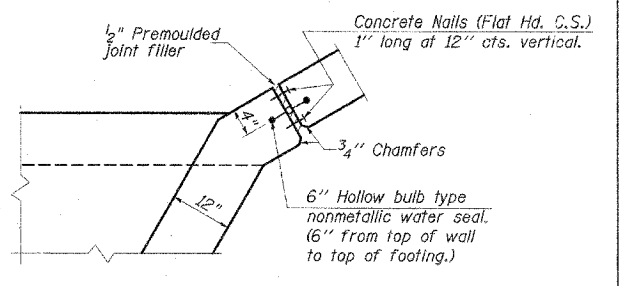 ½" Premoulded
joint filler
Concrete Nails (Flat Hd. C.S.)
1" long at 12" cts. vertical.
4"
¾" Chamfers
12"
6" Hollow bulb type
nonmetallic water seal.
(6" from top of wall
to top of footing.)